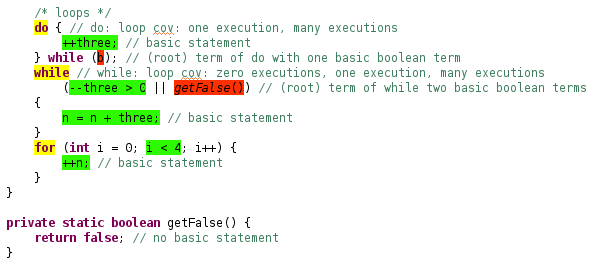 /* loops */
do { // do: loop cov: one execution, many executions
++three; // basic statement
} while (b); // (root) term of do with one basic boolean term
while // while: loop cov: zero executions, one execution, many executions
(--three > 0 || getFalse()) // (root) term of while two basic boolean terms
{
n = n + three; // basic statement
}
for (int i = 0; i < 4; i++) {
++n; // basic statement
}
}
private static boolean getFalse() {
return false; // no basic statement
}